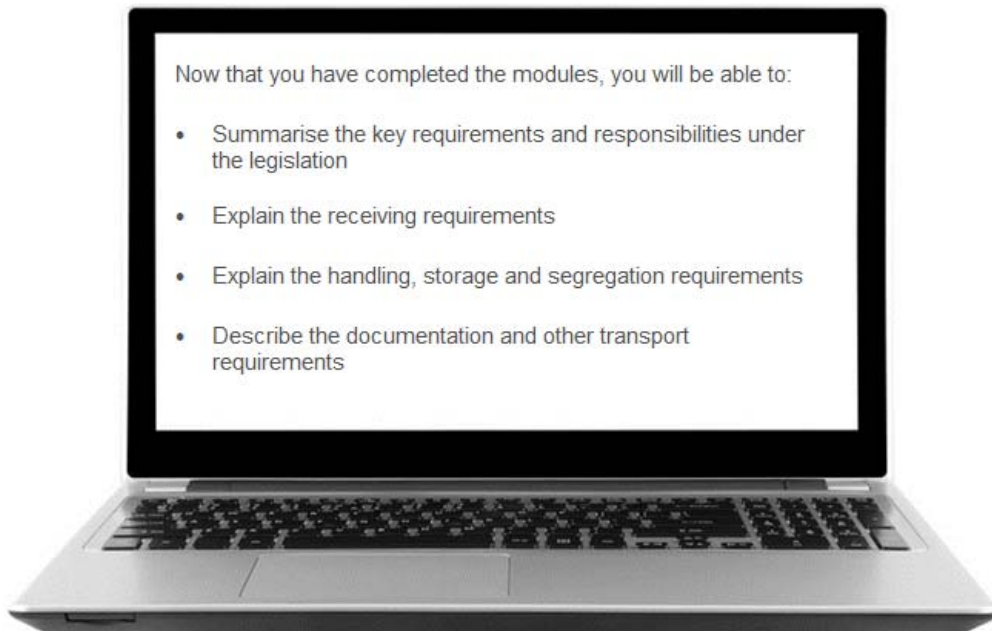 Now that you have completed the modules, you will be able to:
• Summarise the key requirements and responsibilities under
the legislation
• Explain the receiving requirements
• Explain the handling, storage and segregation requirements
• Describe the documentation and other transport
requirements